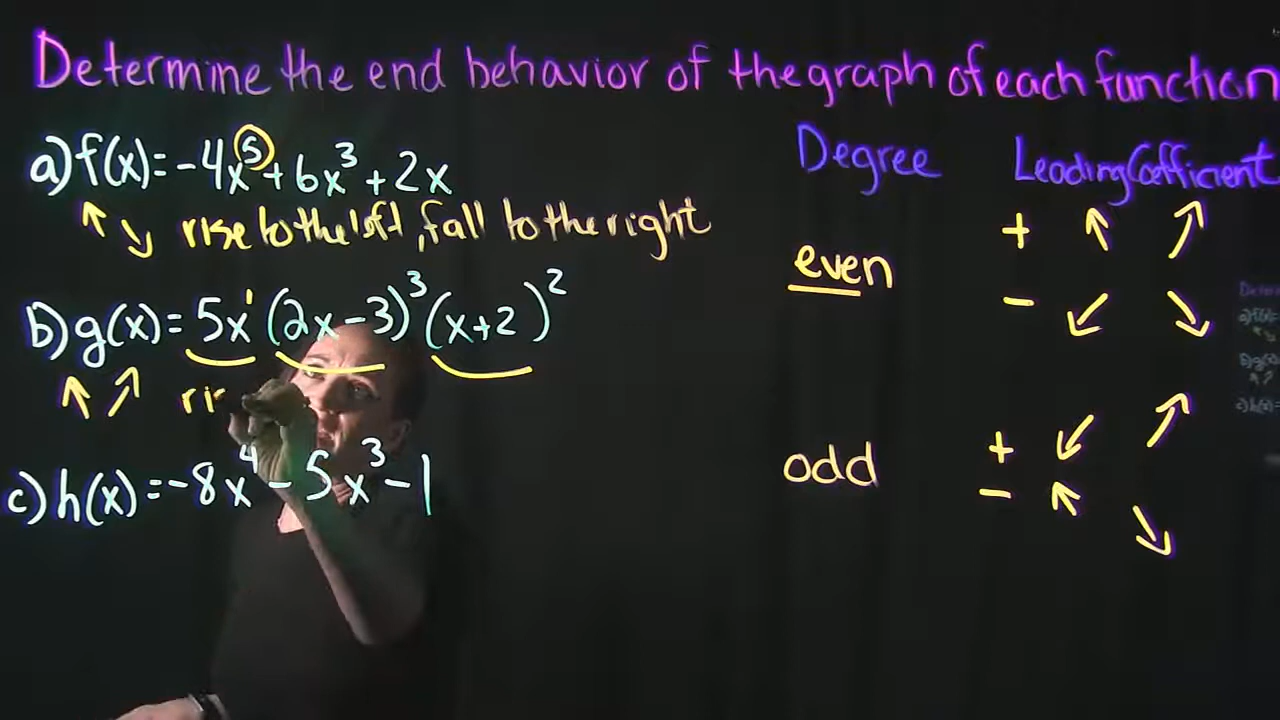 Determine the end behavior of the graph of each function
a) f(x) = -4x⁵ + 6x³ + 2x
↖ ↘ rise to the left, fall to the right
b) g(x) = 5x¹ (2x-3)³ (x+2)²
↖ ↗ ri
c) h(x) = -8x⁴ - 5x³ - 1
Degree Leading Coefficient
even + ↖ ↗
- ↙ ↘
odd + ↙ ↗
- ↖ ↘